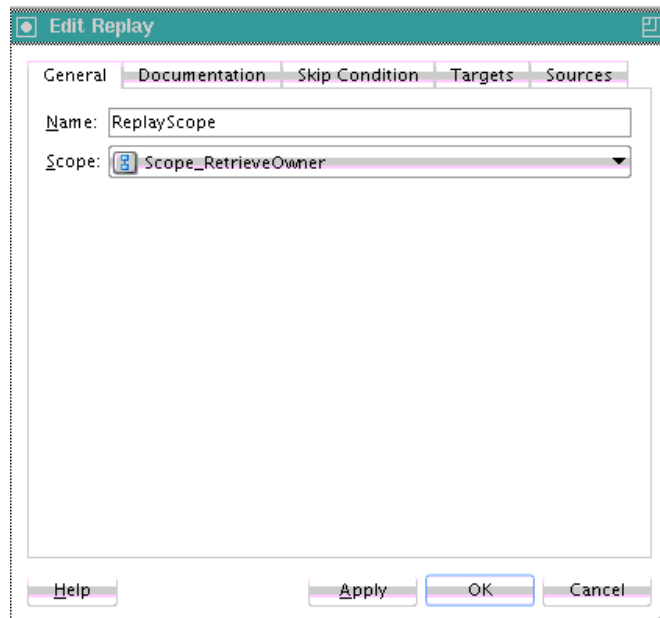 Edit Replay
General Documentation Skip Condition Targets Sources
Name: ReplayScope
Scope: Scope_RetrieveOwner
Help Apply OK Cancel